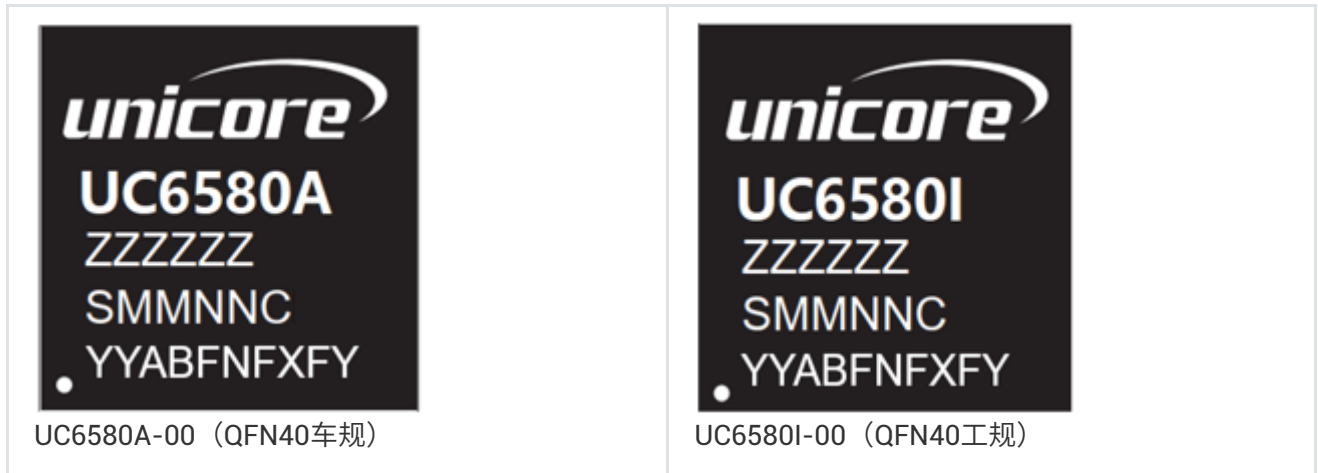 unicore
UC6580A
ZZZZZZ
SMMNNC
YYABFNFXFY
UC6580A-00（QFN40车规）
unicore
UC6580I
ZZZZZZ
SMMNNC
YYABFNFXFY
UC6580I-00（QFN40工规）